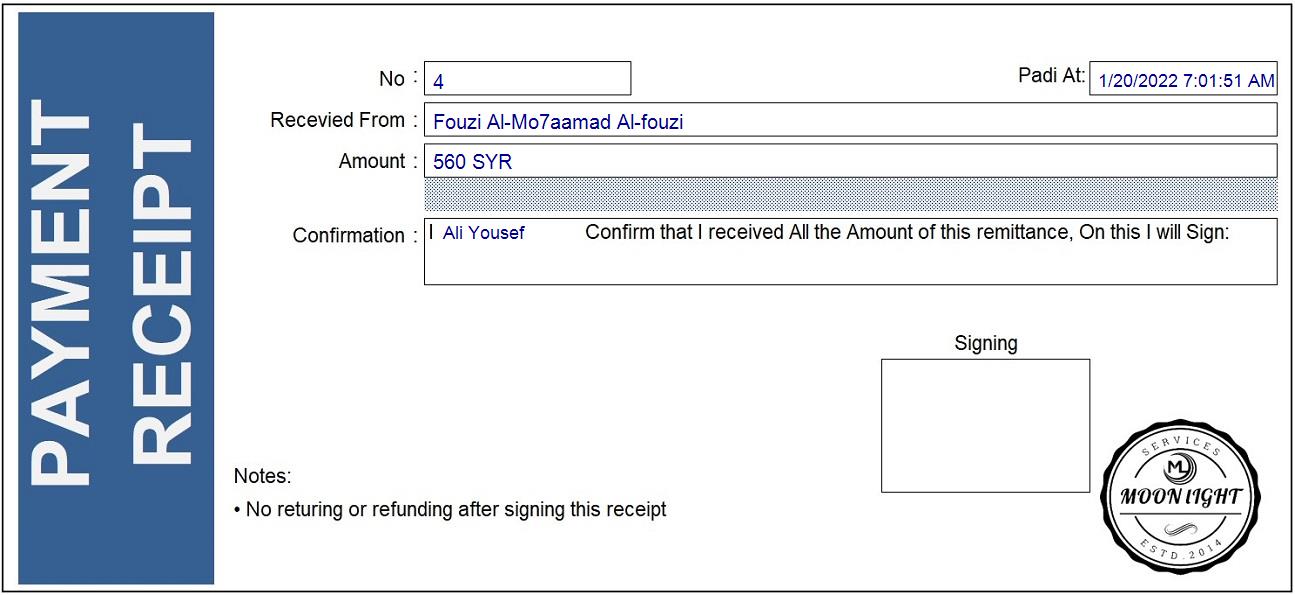 PAYMENT
RECEIPT
No : 4
Padi At: 1/20/2022 7:01:51 AM
Recevied From : Fouzi Al-Mo7aamad Al-fouzi
Amount : 560 SYR
Confirmation : I Ali Yousef Confirm that I received All the Amount of this remittance, On this I will Sign:
Signing
Notes:
• No returing or refunding after signing this receipt
SERVICES
ML
MOON lIGHT
ESTD.2014